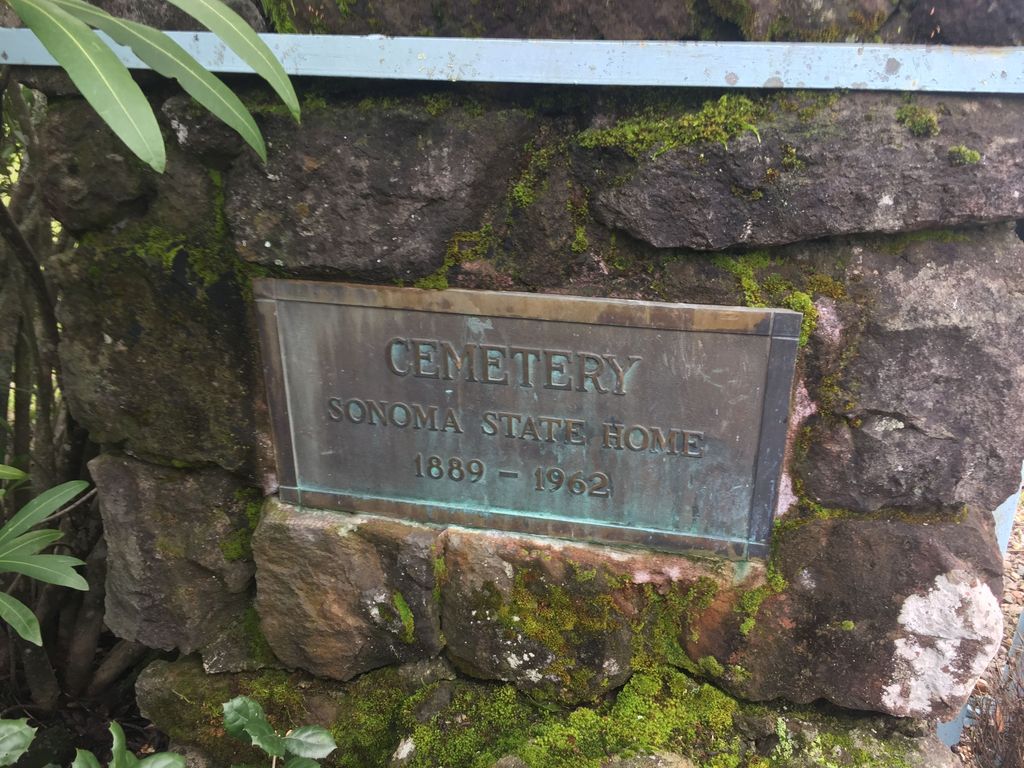 CEMETERY
SONOMA STATE HOME
1889 - 1962